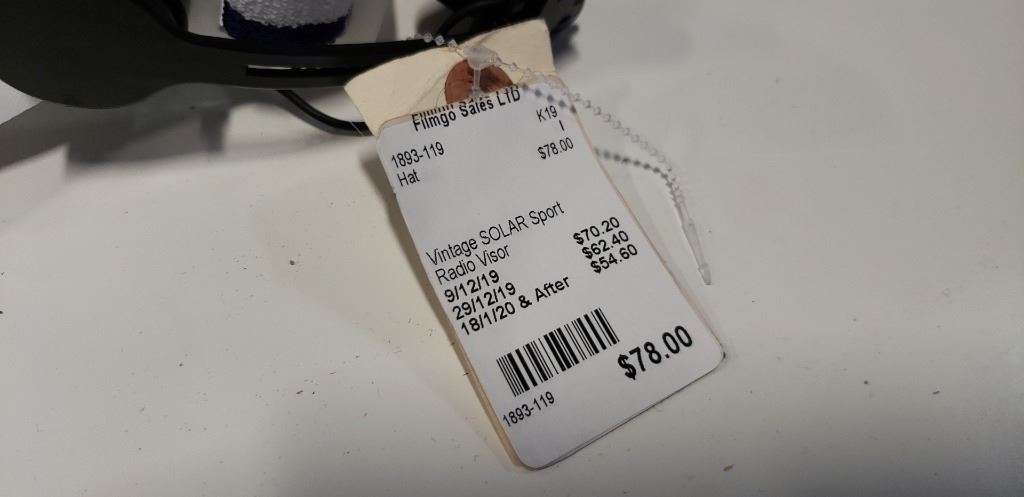 Filmgo Sales LTD
K19
1893-119 I
Hat $78.00
Vintage SOLAR Sport
Radio Visor
9/12/19 $70.20
29/12/19 $62.40
18/1/20 & After $54.60
$78.00
1893-119